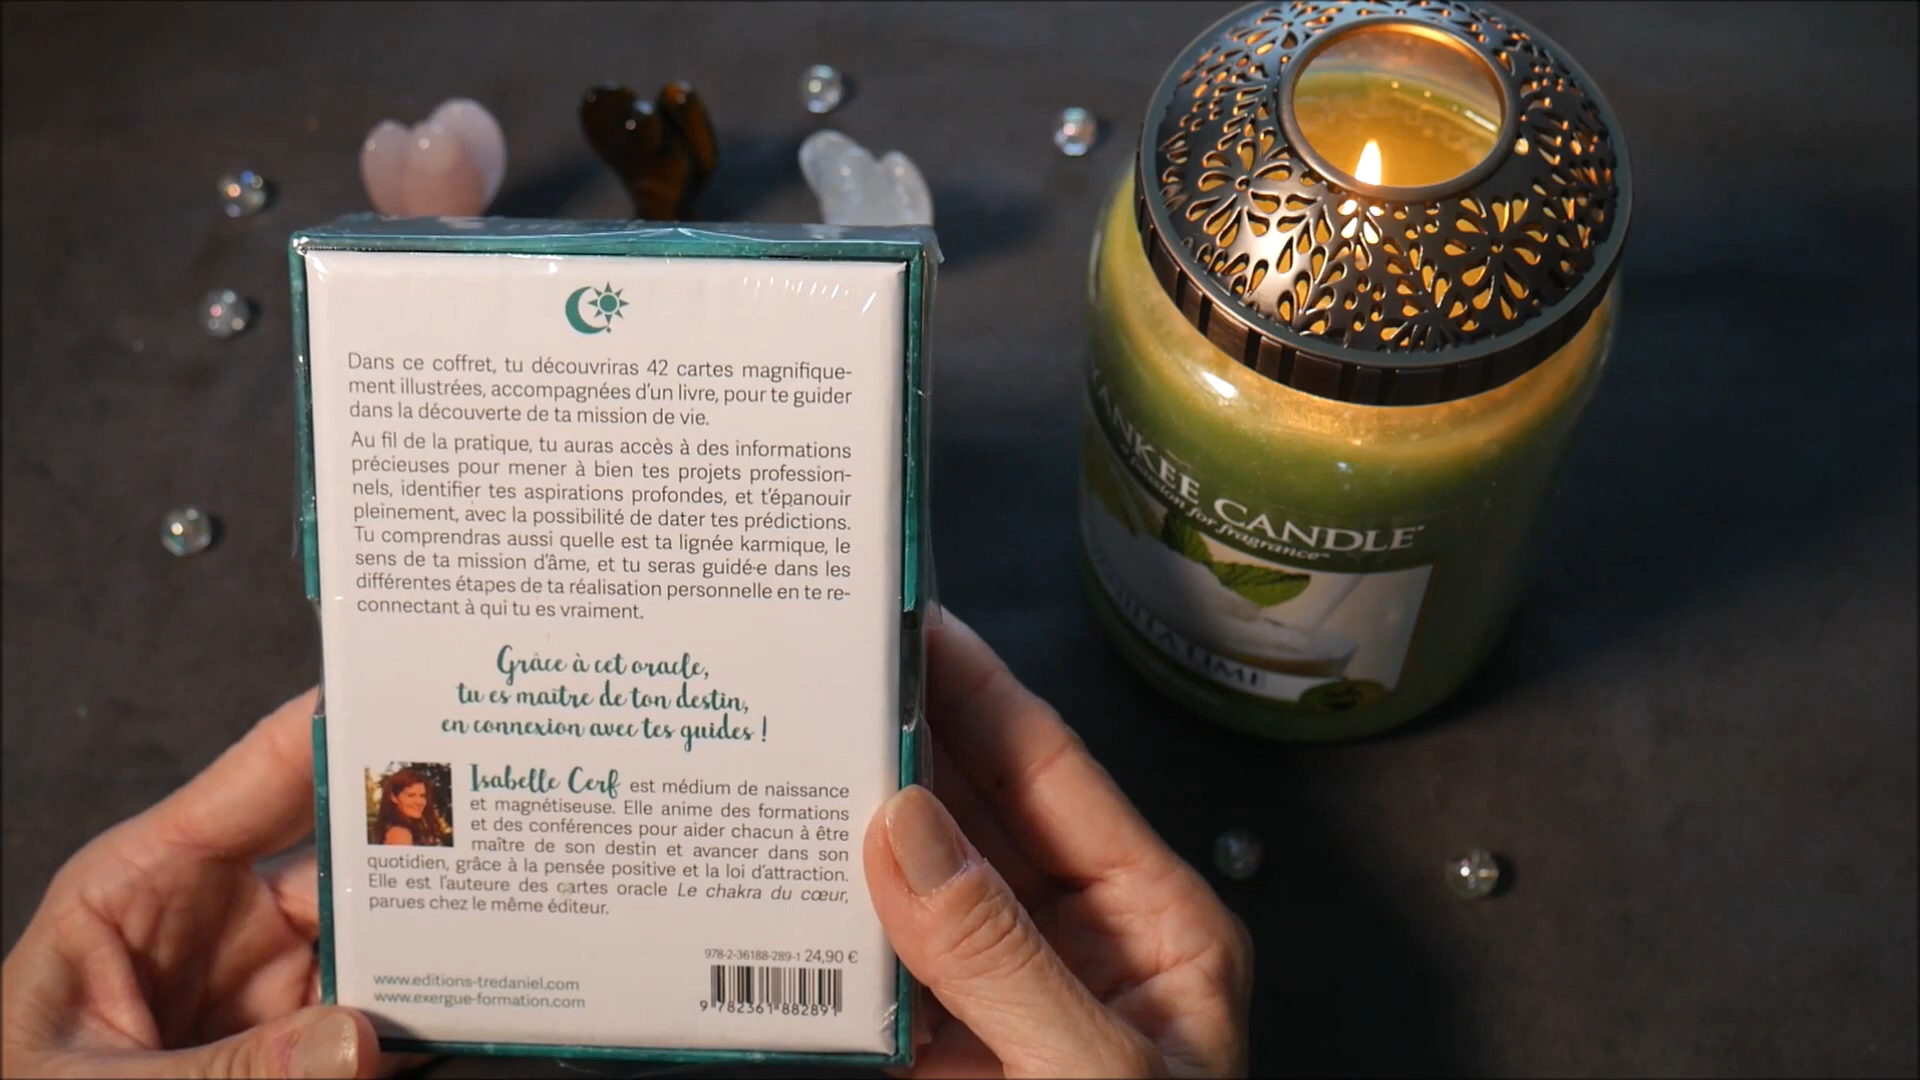 Dans ce coffret, tu découvriras 42 cartes magnifique-
ment illustrées, accompagnées d'un livre, pour te guider
dans la découverte de ta mission de vie.
Au fil de la pratique, tu auras accès à des informations
précieuses pour mener à bien tes projets profession-
nels, identifier tes aspirations profondes, et t'épanouir
pleinement, avec la possibilité de dater tes prédictions.
Tu comprendras aussi quelle est ta lignée karmique, le
sens de ta mission d'âme, et tu seras guidé·e dans les
différentes étapes de ta réalisation personnelle en te re-
connectant à qui tu es vraiment.
Grâce à cet oracle,
tu es maître de ton destin,
en connexion avec tes guides !
Isabelle Cerf est médium de naissance
et magnétiseuse. Elle anime des formations
et des conférences pour aider chacun à être
maître de son destin et avancer dans son
quotidien, grâce à la pensée positive et la loi d'attraction.
Elle est l'auteure des cartes oracle Le chakra du cœur,
parues chez le même éditeur.
978-2-36188-289-1 24,90 €
www.editions-tredaniel.com
www.exergue-formation.com
9 782361 882891
YANKEE CANDLE®
a passion for fragrance™
LIME